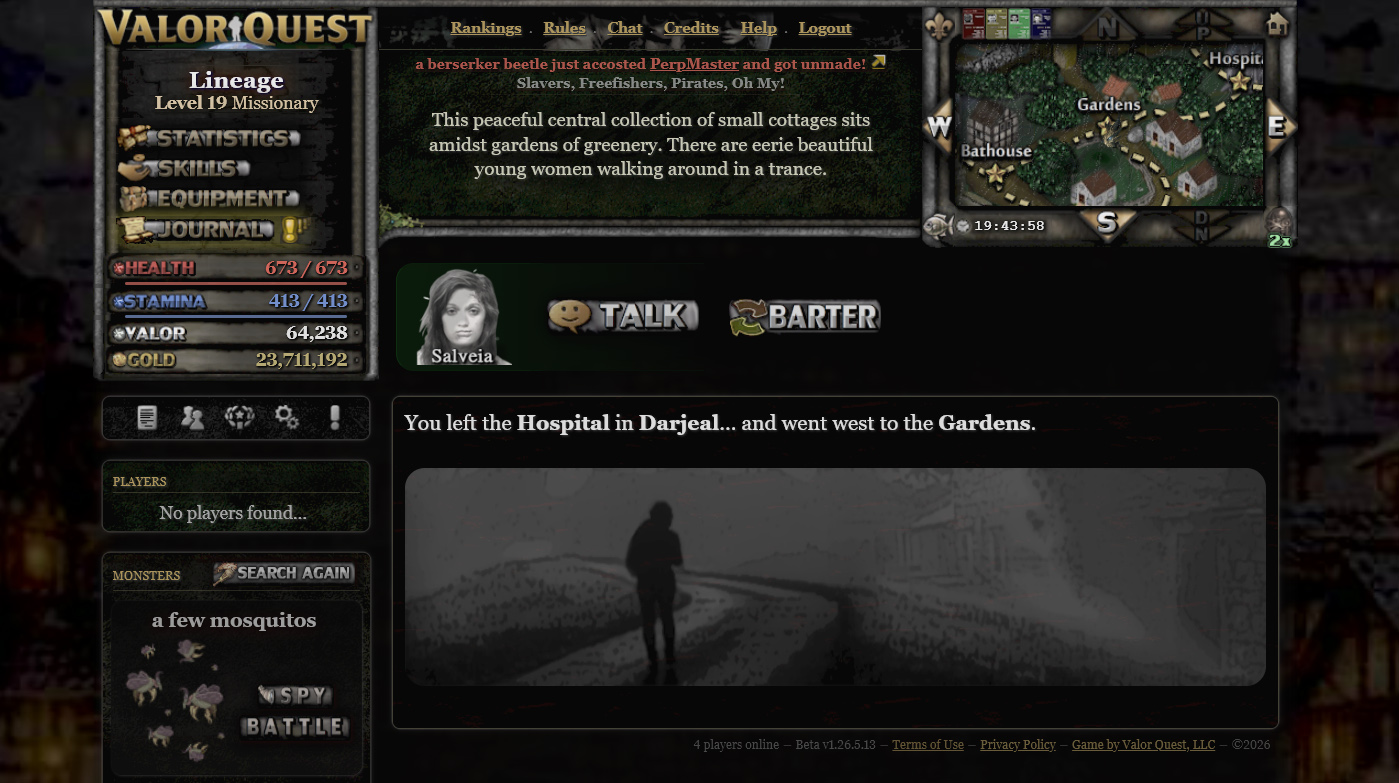 VALORQUEST
Lineage
Level 19 Missionary
STATISTICS
SKILLS
EQUIPMENT
JOURNAL
HEALTH 673 / 673
STAMINA 413 / 413
VALOR 64,238
GOLD 23,711,192
Rankings . Rules . Chat . Credits . Help . Logout
a berserker beetle just accosted PerpMaster and got unmade!
Slavers, Freefishers, Pirates, Oh My!
This peaceful central collection of small cottages sits
amidst gardens of greenery. There are eerie beautiful
young women walking around in a trance.
N
UP
Hospita
Gardens
W
E
Bathouse
19:43:58
S
DN
2x
Salveia
TALK
BARTER
You left the Hospital in Darjeal... and went west to the Gardens.
PLAYERS
No players found...
MONSTERS
SEARCH AGAIN
a few mosquitos
SPY
BATTLE
4 players online — Beta v1.26.5.13 — Terms of Use — Privacy Policy — Game by Valor Quest, LLC — ©2026